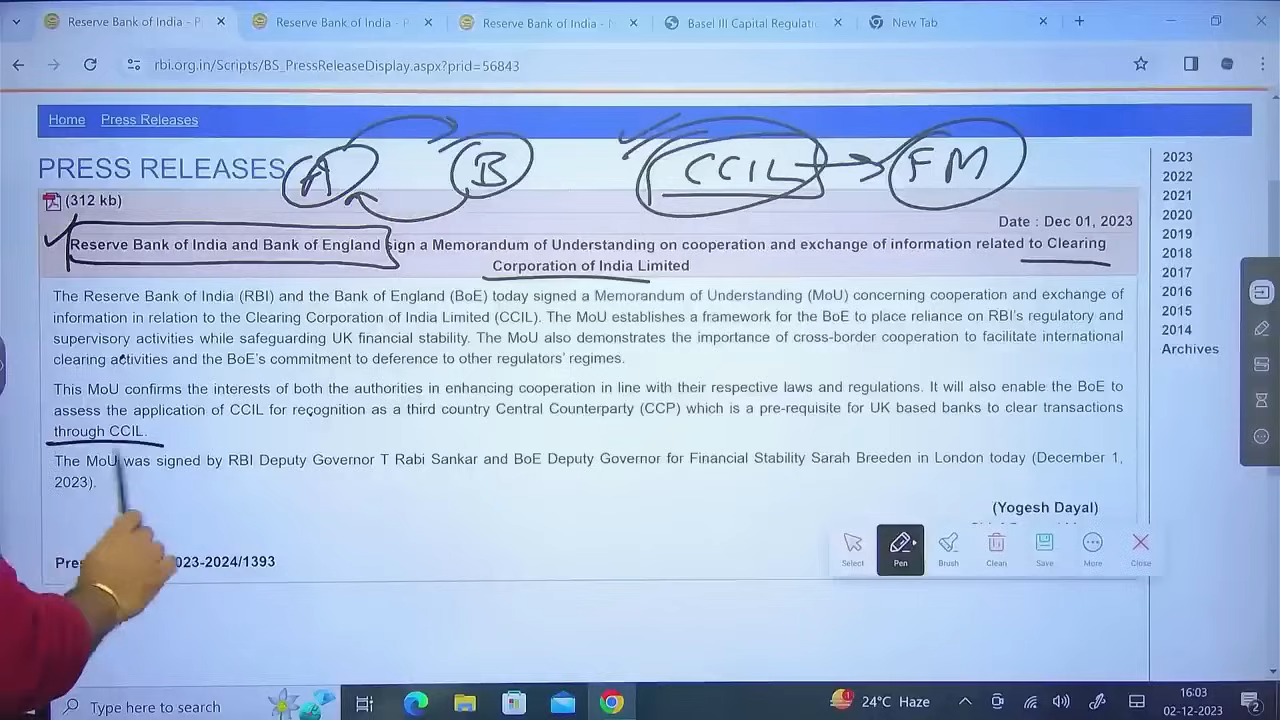 Reserve Bank of India - P
Reserve Bank of India - P
Reserve Bank of India -
Basel III Capital Regulati
New Tab
rbi.org.in/Scripts/BS_PressReleaseDisplay.aspx?prid=56843
Home Press Releases
A B CCIL FM
PRESS RELEASES
(312 kb)
Date : Dec 01, 2023
Reserve Bank of India and Bank of England sign a Memorandum of Understanding on cooperation and exchange of information related to Clearing
Corporation of India Limited
The Reserve Bank of India (RBI) and the Bank of England (BoE) today signed a Memorandum of Understanding (MoU) concerning cooperation and exchange of
information in relation to the Clearing Corporation of India Limited (CCIL). The MoU establishes a framework for the BoE to place reliance on RBI's regulatory and
supervisory activities while safeguarding UK financial stability. The MoU also demonstrates the importance of cross-border cooperation to facilitate international
clearing activities and the BoE's commitment to deference to other regulators' regimes.
This MoU confirms the interests of both the authorities in enhancing cooperation in line with their respective laws and regulations. It will also enable the BoE to
assess the application of CCIL for recognition as a third country Central Counterparty (CCP) which is a pre-requisite for UK based banks to clear transactions
through CCIL.
The MoU was signed by RBI Deputy Governor T Rabi Sankar and BoE Deputy Governor for Financial Stability Sarah Breeden in London today (December 1,
2023).
(Yogesh Dayal)
Pre 023-2024/1393
2023
2022
2021
2020
2019
2018
2017
2016
2015
2014
Archives
Select
Pen
Brush
Clean
Save
More
Close
Type here to search
1
24°C Haze
16:03
02-12-2023
2